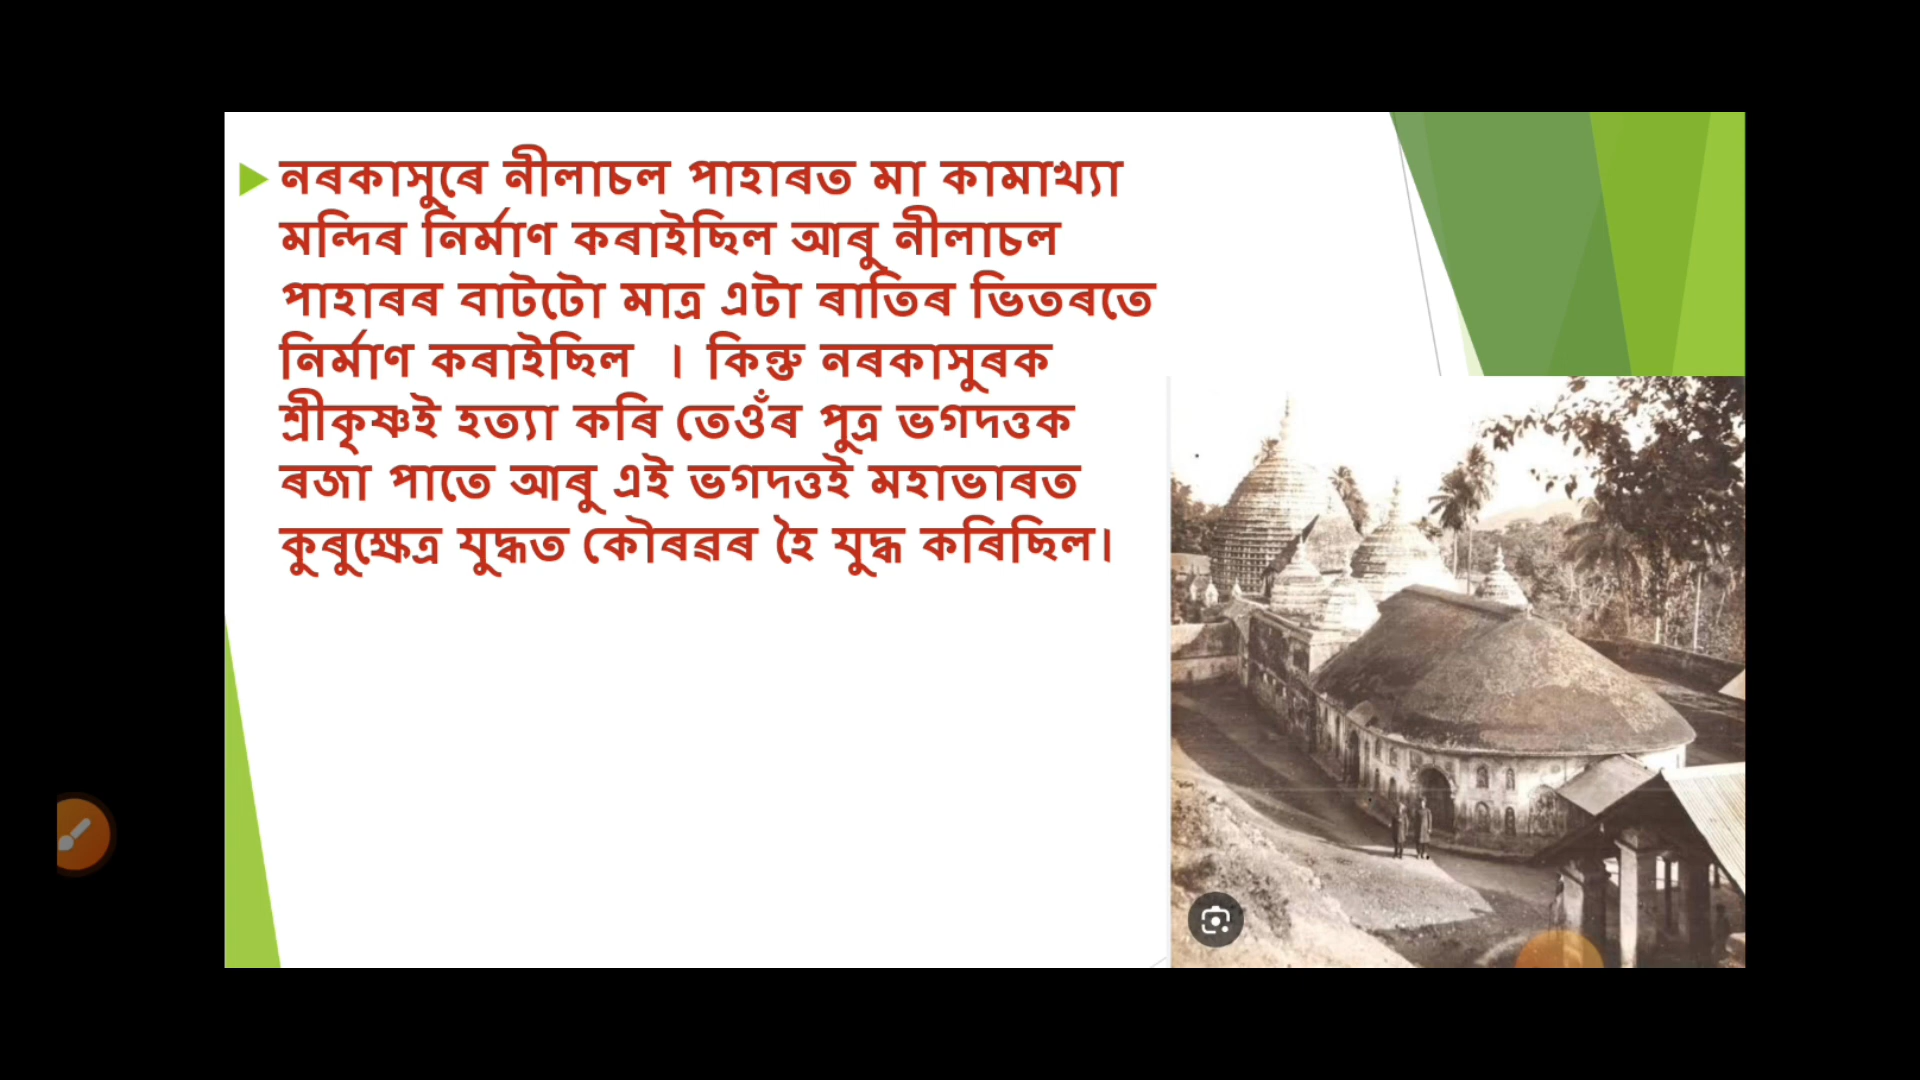 নৰকাসুৰে নীলাচল পাহাৰত মা কামাখ্যা
মন্দিৰ নিৰ্মাণ কৰাইছিল আৰু নীলাচল
পাহাৰৰ বাটটো মাত্ৰ এটা ৰাতিৰ ভিতৰতে
নিৰ্মাণ কৰাইছিল । কিন্তু নৰকাসুৰক
শ্ৰীকৃষ্ণই হত্যা কৰি তেওঁৰ পুত্ৰ ভগদত্তক
ৰজা পাতে আৰু এই ভগদত্তই মহাভাৰত
কুৰুক্ষেত্ৰ যুদ্ধত কৌৰৱৰ হৈ যুদ্ধ কৰিছিল।